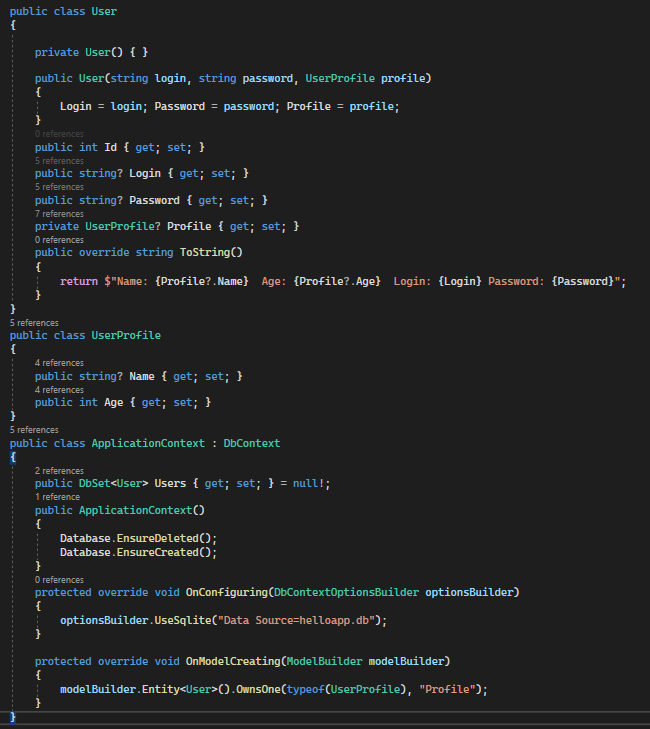 public class User
{
private User() { }
public User(string login, string password, UserProfile profile)
{
Login = login; Password = password; Profile = profile;
}
0 references
public int Id { get; set; }
5 references
public string? Login { get; set; }
5 references
public string? Password { get; set; }
7 references
private UserProfile? Profile { get; set; }
0 references
public override string ToString()
{
return $"Name: {Profile?.Name}  Age: {Profile?.Age}  Login: {Login} Password: {Password}";
}
}
5 references
public class UserProfile
{
4 references
public string? Name { get; set; }
4 references
public int Age { get; set; }
}
5 references
public class ApplicationContext : DbContext
{
2 references
public DbSet<User> Users { get; set; } = null!;
1 reference
public ApplicationContext()
{
Database.EnsureDeleted();
Database.EnsureCreated();
}
0 references
protected override void OnConfiguring(DbContextOptionsBuilder optionsBuilder)
{
optionsBuilder.UseSqlite("Data Source=helloapp.db");
}
protected override void OnModelCreating(ModelBuilder modelBuilder)
{
modelBuilder.Entity<User>().OwnsOne(typeof(UserProfile), "Profile");
}
}